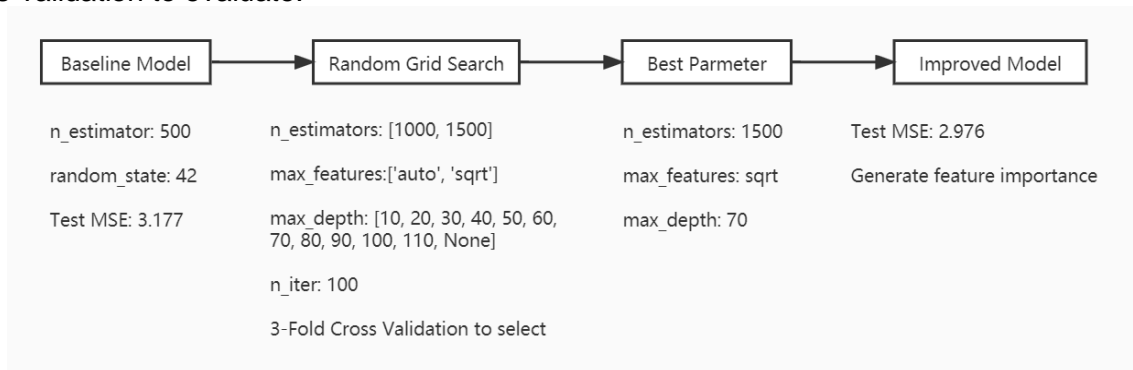 Baseline Model
Random Grid Search
Best Parmeter
Improved Model
n_estimator: 500
random_state: 42
Test MSE: 3.177
n_estimators: [1000, 1500]
max_features:['auto', 'sqrt']
max_depth: [10, 20, 30, 40, 50, 60,
70, 80, 90, 100, 110, None]
n_iter: 100
3-Fold Cross Validation to select
n_estimators: 1500
max_features: sqrt
max_depth: 70
Test MSE: 2.976
Generate feature importance